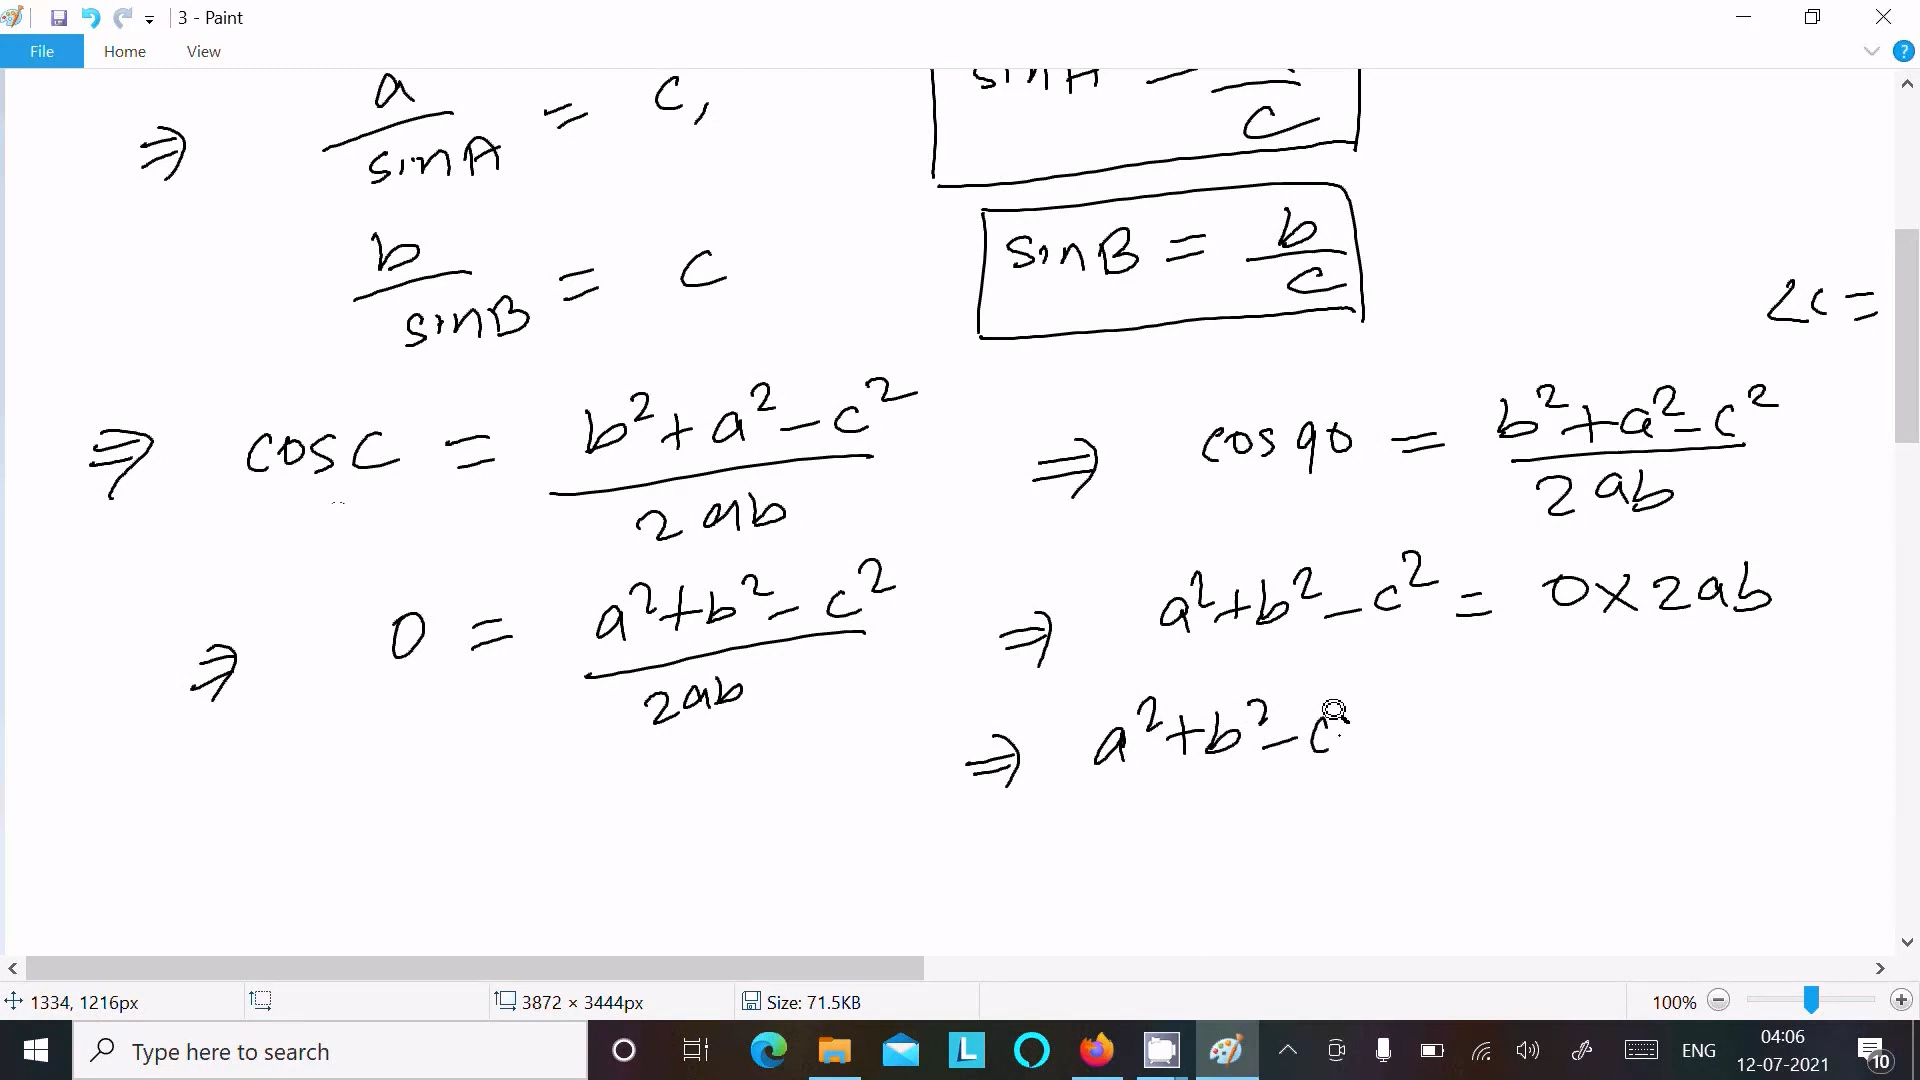 3 - Paint
File Home View
⇒ a/sinA = c,
sinA =  /c
b/sinB = c
sinB = b/c
∠C =
⇒ cosC = (b²+a²-c²)/2ab ⇒ cos90 = (b²+a²-c²)/2ab
⇒ 0 = (a²+b²-c²)/2ab ⇒ a²+b²-c² = 0×2ab
⇒ a²+b²-c
1334, 1216px 3872 × 3444px Size: 71.5KB 100%
Type here to search
L
ENG
04:06
12-07-2021
10